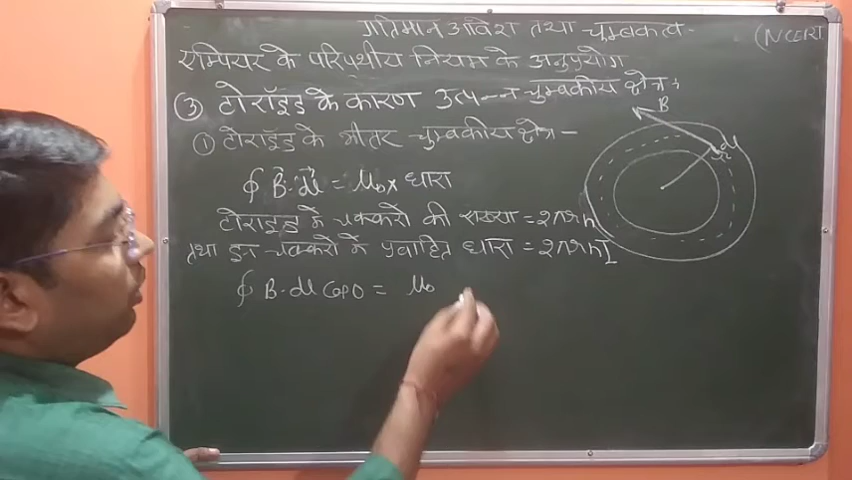 गतिमान आवेश तथा चुम्बकत्व-
(NCERT
एम्पियर के परिपथीय नियम के अनुप्रयोग
③ टोरॉइड के कारण उत्पन्न चुम्बकीय क्षेत्र :
① टोरॉइड के भीतर चुम्बकीय क्षेत्र -
B
dl
∮ B⃗·dl⃗ = μ₀ × धारा
टोराइड में चक्करों की संख्या = 2πrn
तथा इन चक्करों में प्रवाहित धारा = 2πrnI
∮ B·dl Cos0 = μ₀